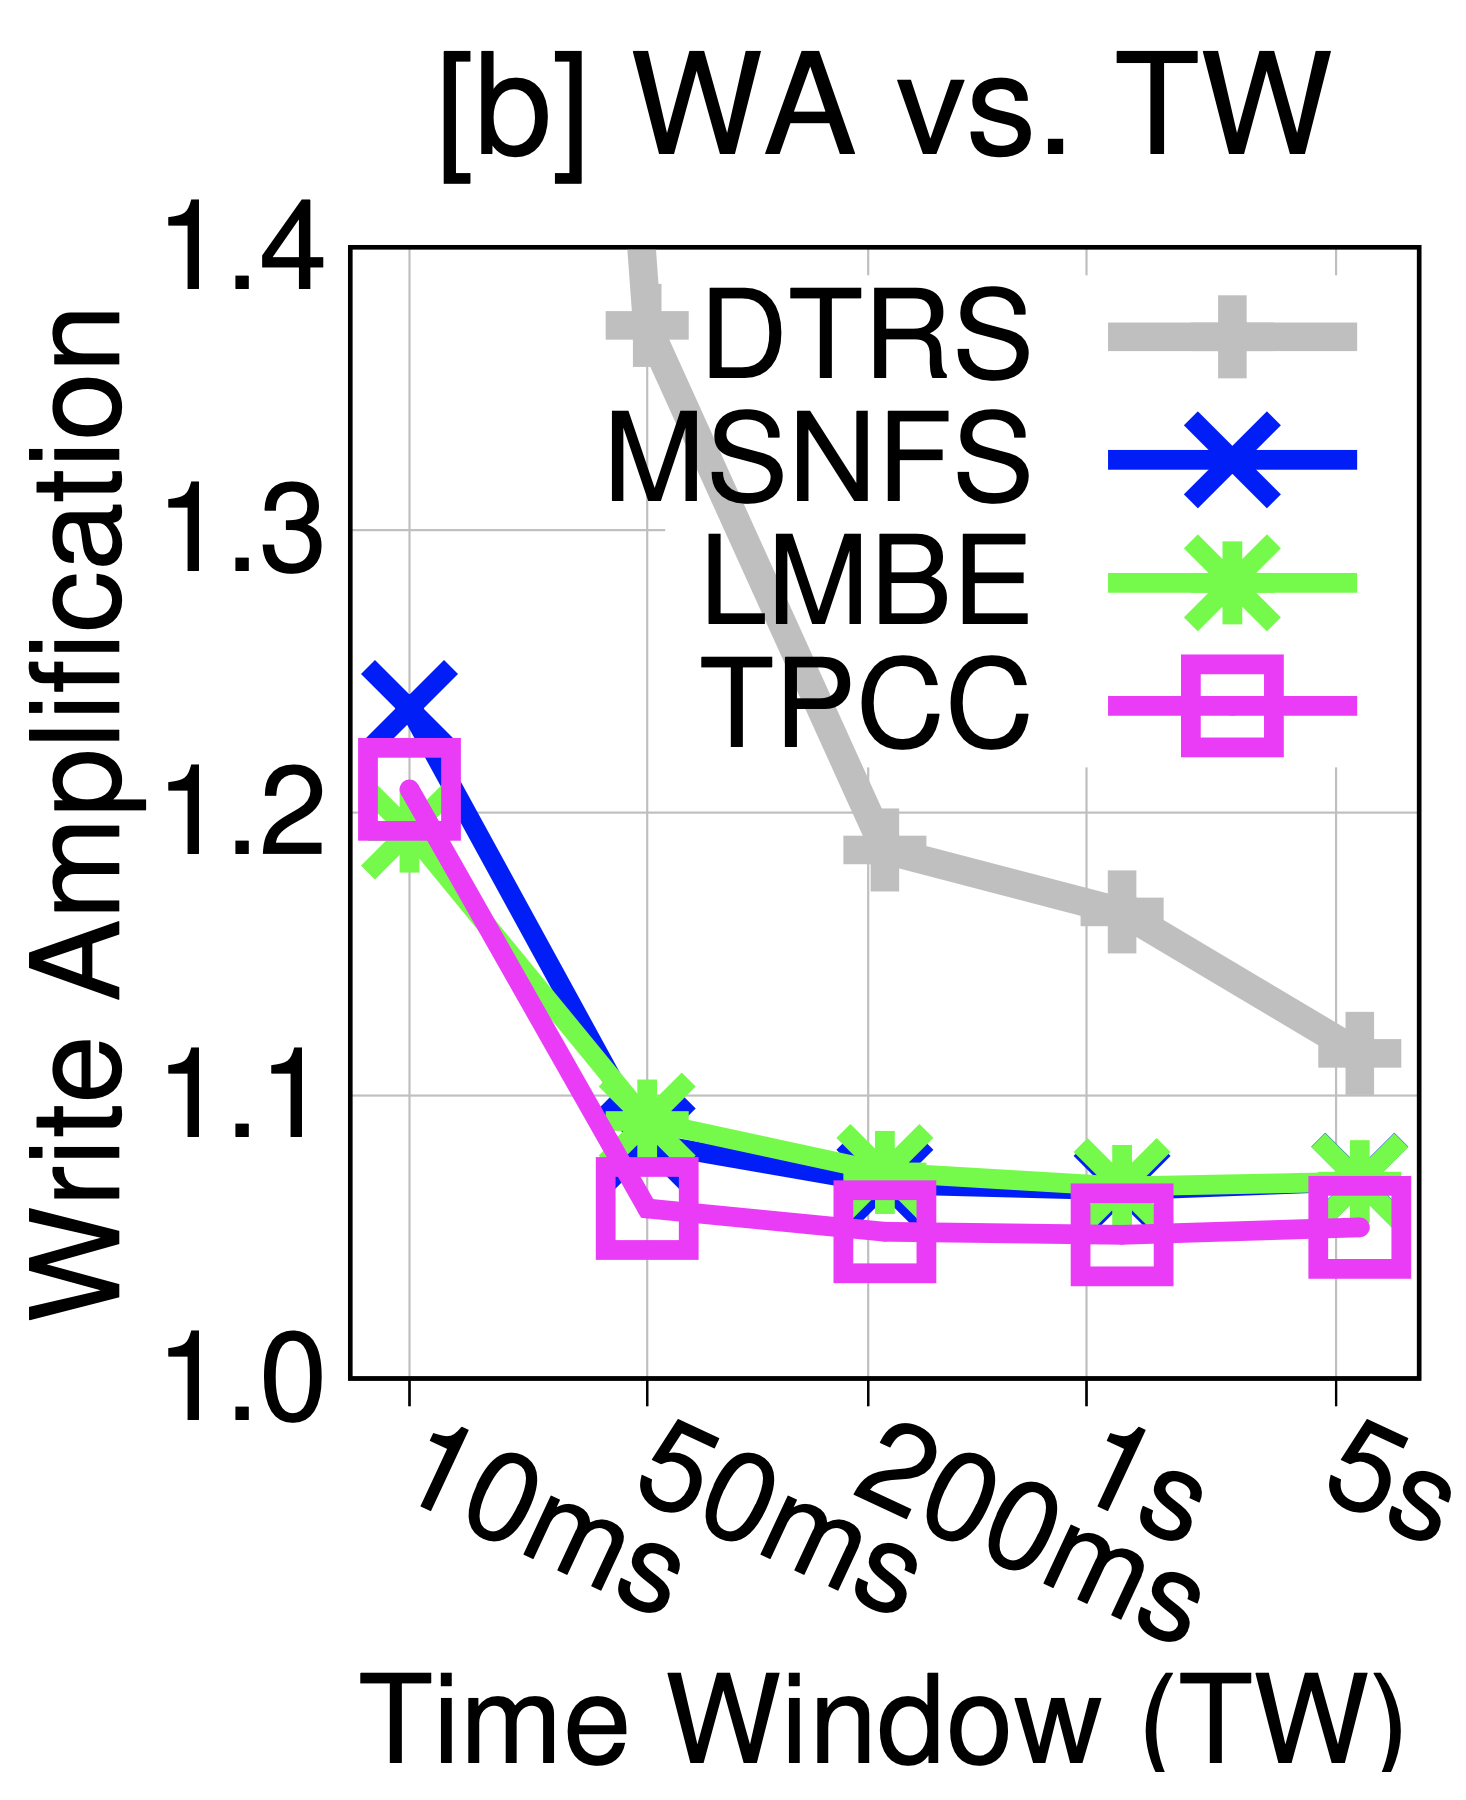 [b] WA vs. TW
Write Amplification
1.4
1.3
1.2
1.1
1.0
DTRS
MSNFS
LMBE
TPCC
10ms
50ms
200ms
1s
5s
Time Window (TW)